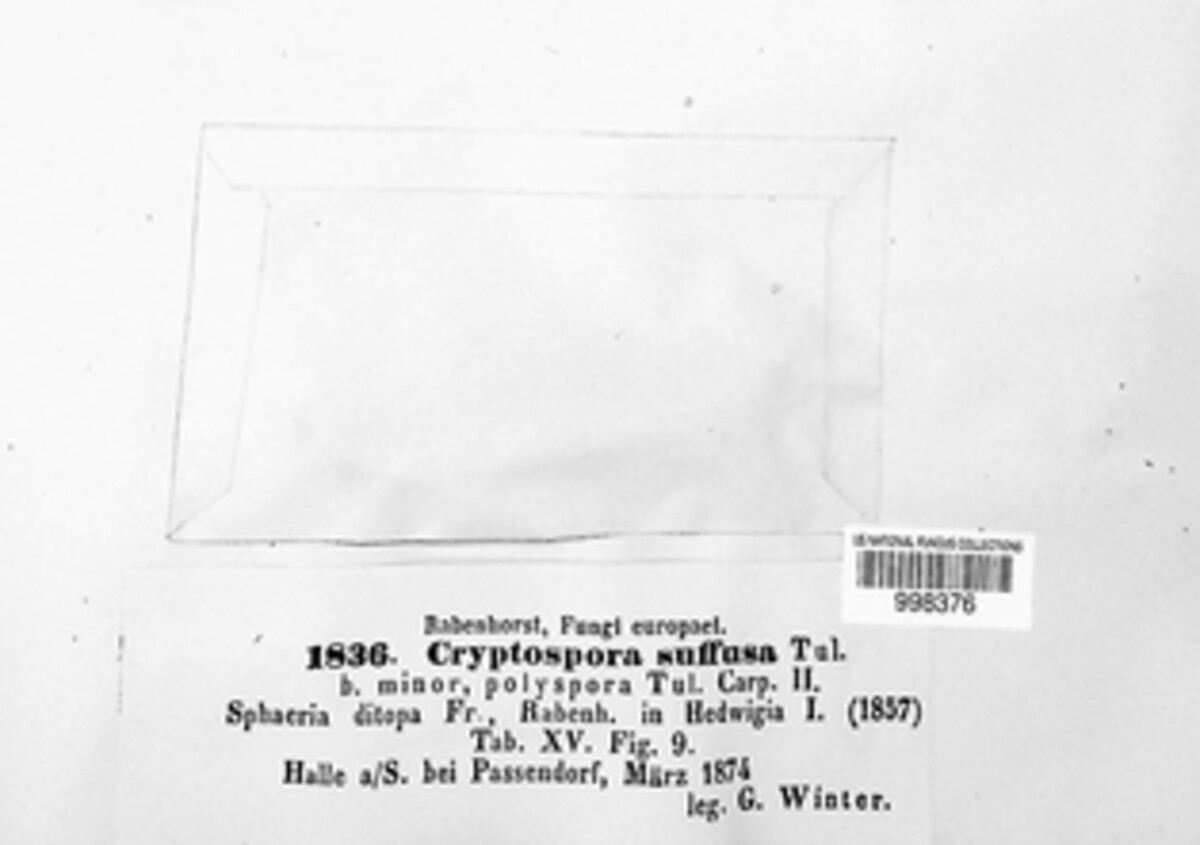 US NATIONAL FUNGUS COLLECTIONS
998376
Rabenhorst, Fungi europaei.
1836. Cryptospora suffusa Tul.
b. minor, polyspora Tul. Carp. II.
Sphaeria ditopa Fr., Rabenh. in Hedwigia I. (1857)
Tab. XV. Fig. 9.
Halle a/S. bei Passendorf, März 1874
leg. G. Winter.